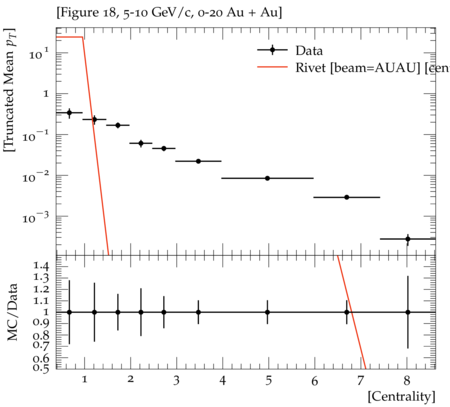 [Figure 18, 5-10 GeV/c, 0-20 Au + Au]
[Truncated Mean pT]
10^1
1
10^−1
10^−2
10^−3
Data
Rivet [beam=AUAU] [cen
MC/Data
1.4
1.3
1.2
1.1
1
0.9
0.8
0.7
0.6
0.5
1 2 3 4 5 6 7 8
[Centrality]